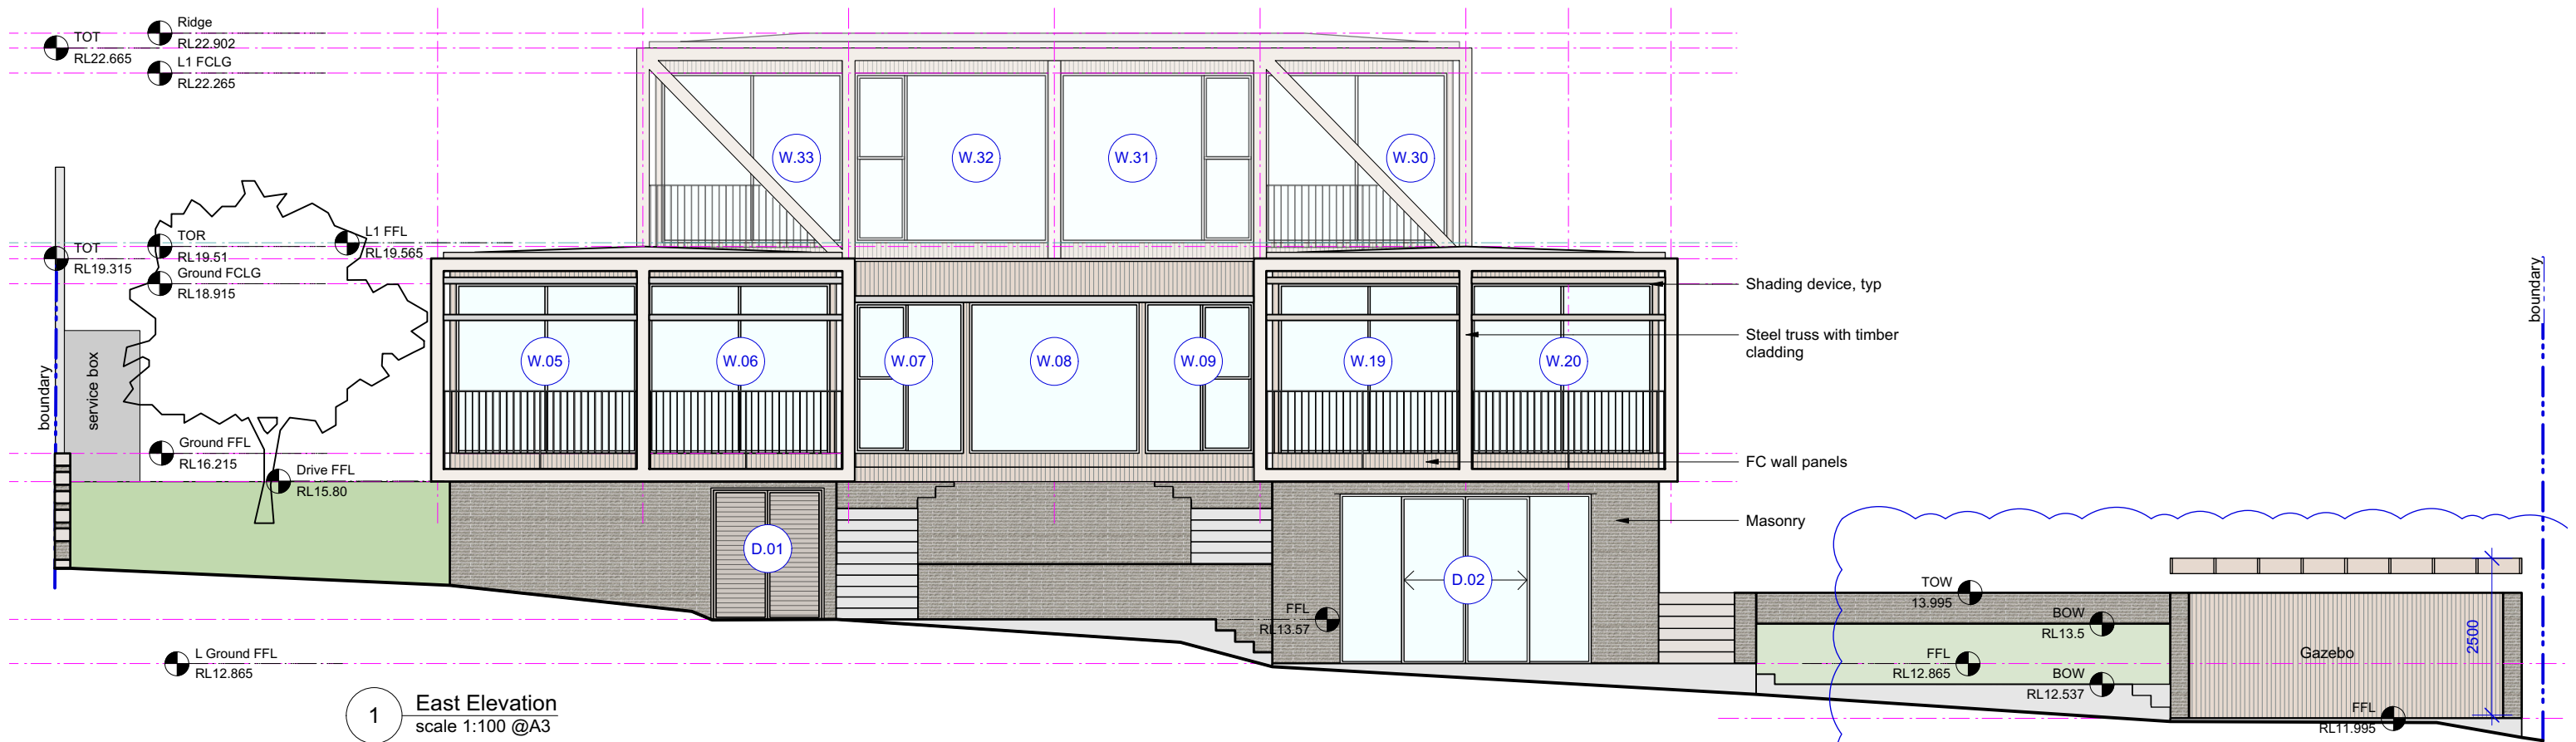 Ridge
RL22.902
TOT
RL22.665
L1 FCLG
RL22.265
W.33
W.32
W.31
W.30
TOR
RL19.51
L1 FFL
RL19.565
TOT
RL19.315
Ground FCLG
RL18.915
boundary
service box
Ground FFL
RL16.215
Drive FFL
RL15.80
W.05
W.06
W.07
W.08
W.09
W.19
W.20
Shading device, typ
Steel truss with timber
cladding
FC wall panels
Masonry
boundary
D.01
D.02
FFL
RL13.57
L Ground FFL
RL12.865
TOW
13.995
BOW
RL13.5
FFL
RL12.865
BOW
RL12.537
Gazebo
2500
FFL
RL11.995
1
East Elevation
scale 1:100 @A3